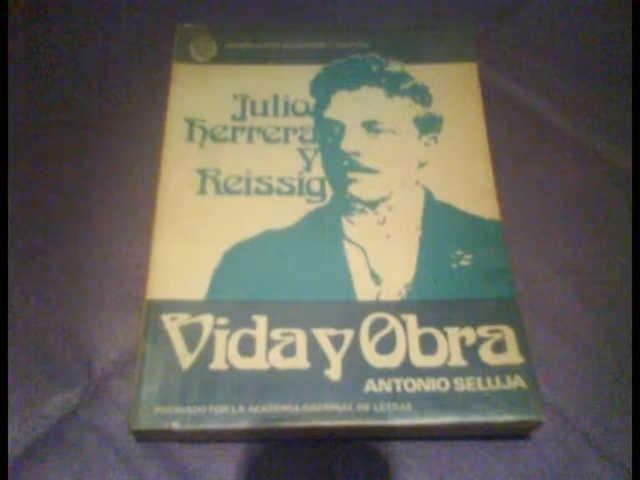 Julio
Herrera
y
Reissig
Vida y Obra
ANTONIO SELUJA
PREMIADO POR LA ACADEMIA NACIONAL DE LETRAS